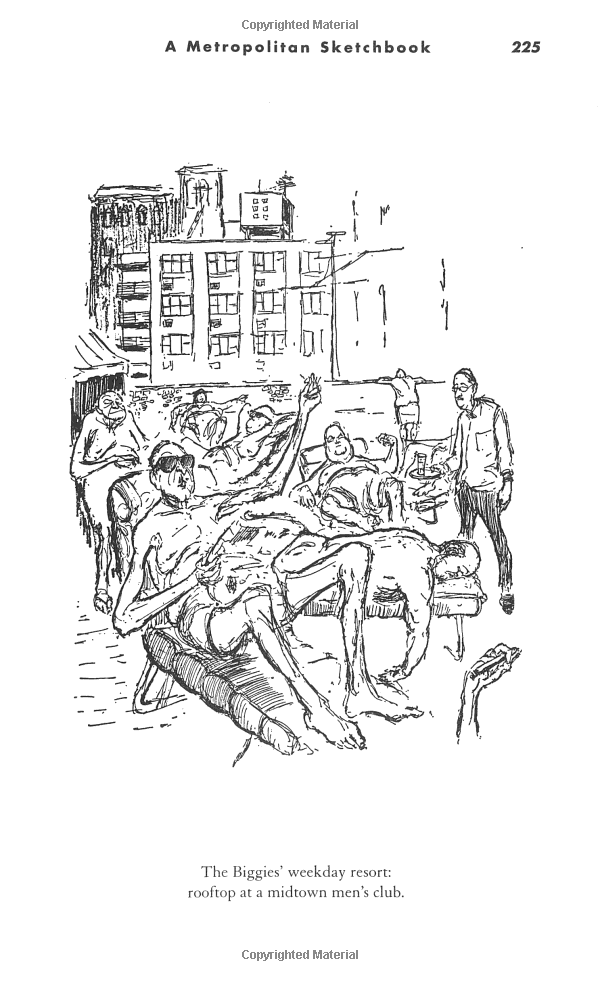 Copyrighted Material
A Metropolitan Sketchbook 225
The Biggies’ weekday resort:
rooftop at a midtown men’s club.
Copyrighted Material